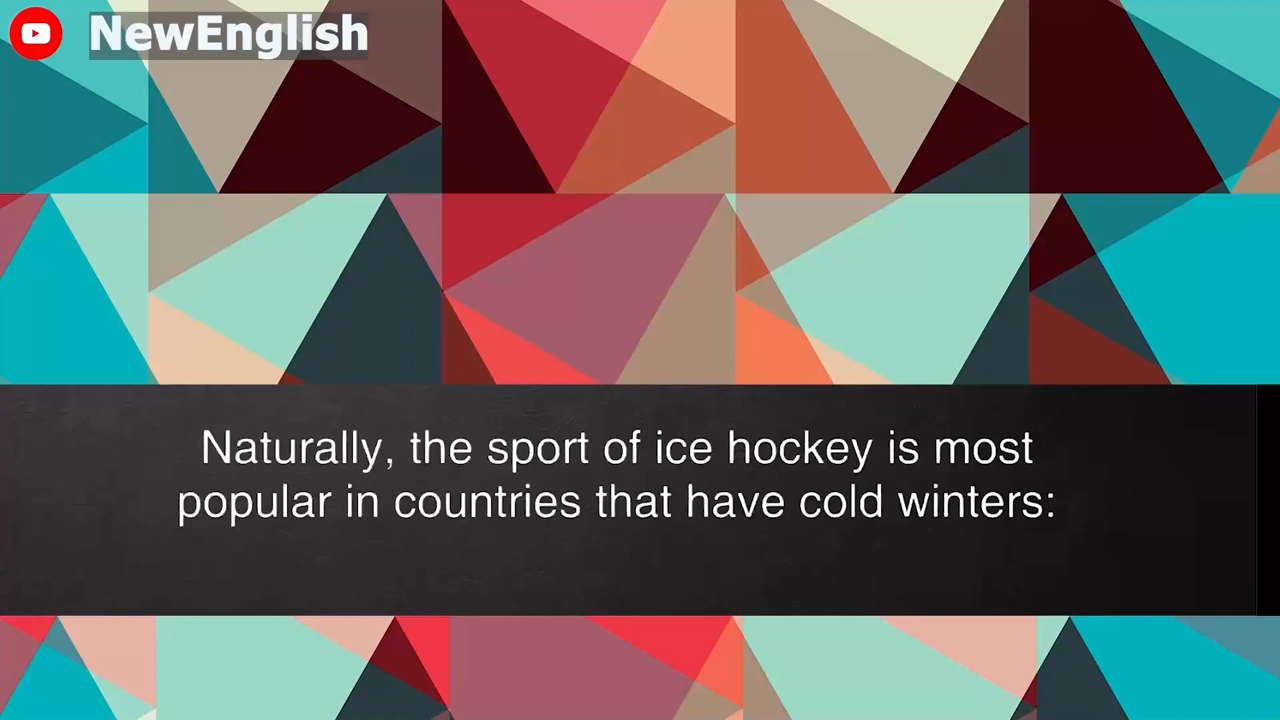 NewEnglish
Naturally, the sport of ice hockey is most
popular in countries that have cold winters: